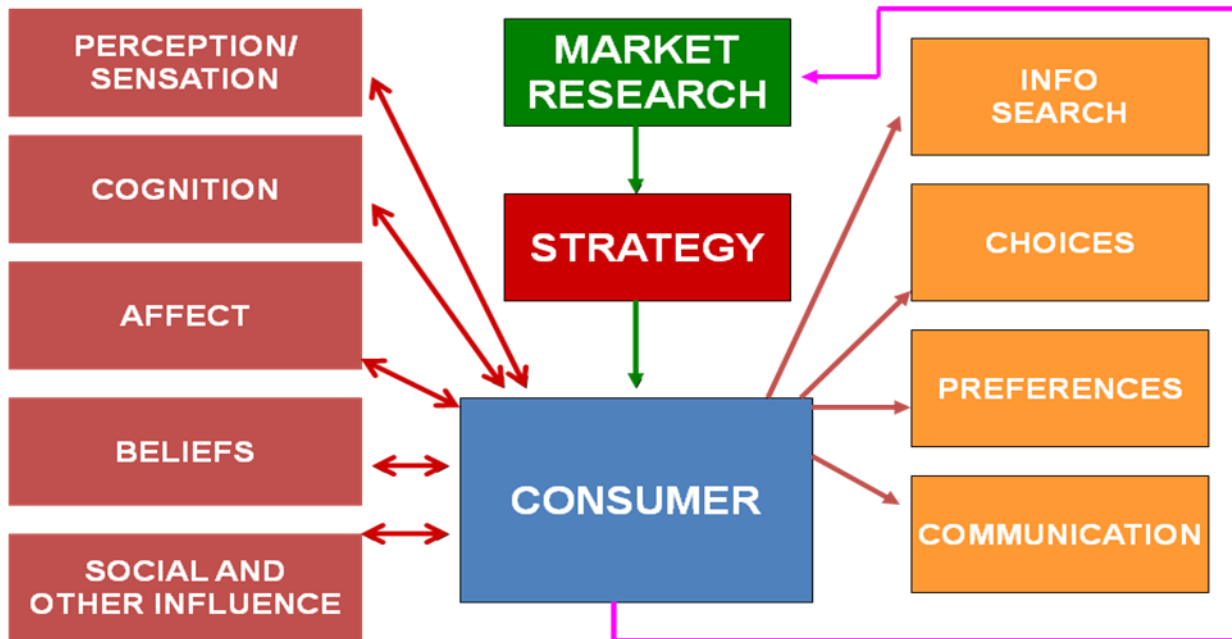 PERCEPTION/
SENSATION
COGNITION
AFFECT
BELIEFS
SOCIAL AND
OTHER INFLUENCE
MARKET
RESEARCH
STRATEGY
CONSUMER
INFO
SEARCH
CHOICES
PREFERENCES
COMMUNICATION